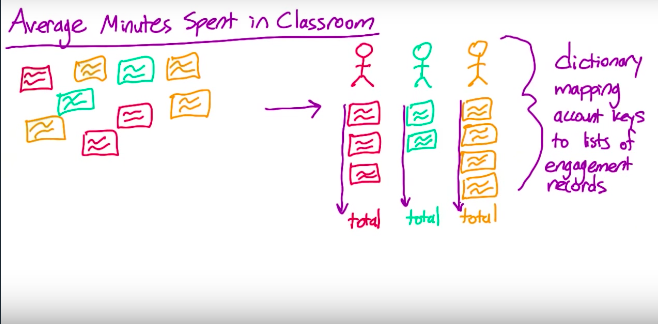 Average Minutes Spent in Classroom
dictionary
mapping
account keys
to lists of
engagement
records
total total total